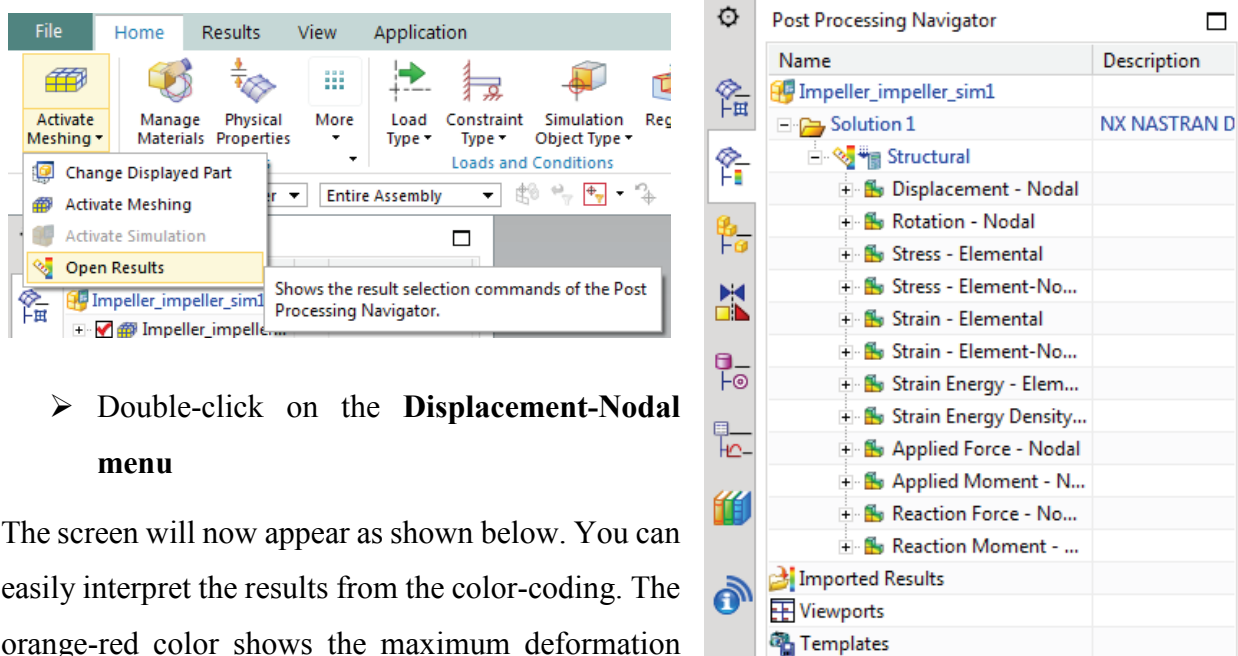 File Home Results View Application
Activate Meshing Manage Materials Physical Properties More Load Type Constraint Type Simulation Object Type Reg
Loads and Conditions
Change Displayed Part
Entire Assembly
Activate Meshing
Activate Simulation
Open Results
Shows the result selection commands of the Post
Processing Navigator.
Impeller_impeller_sim1
Impeller_impeller...
➢ Double-click on the Displacement-Nodal
menu
The screen will now appear as shown below. You can
easily interpret the results from the color-coding. The
orange-red color shows the maximum deformation
Post Processing Navigator
Name Description
Impeller_impeller_sim1
Solution 1 NX NASTRAN D
Structural
Displacement - Nodal
Rotation - Nodal
Stress - Elemental
Stress - Element-No...
Strain - Elemental
Strain - Element-No...
Strain Energy - Elem...
Strain Energy Density...
Applied Force - Nodal
Applied Moment - N...
Reaction Force - No...
Reaction Moment - ...
Imported Results
Viewports
Templates